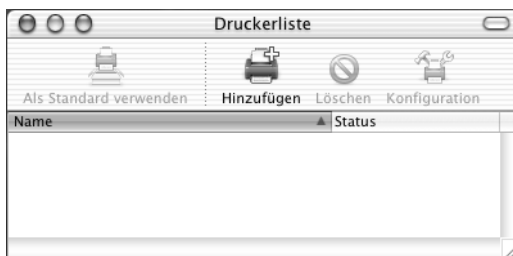 Druckerliste
Als Standard verwenden Hinzufügen Löschen Konfiguration
Name Status